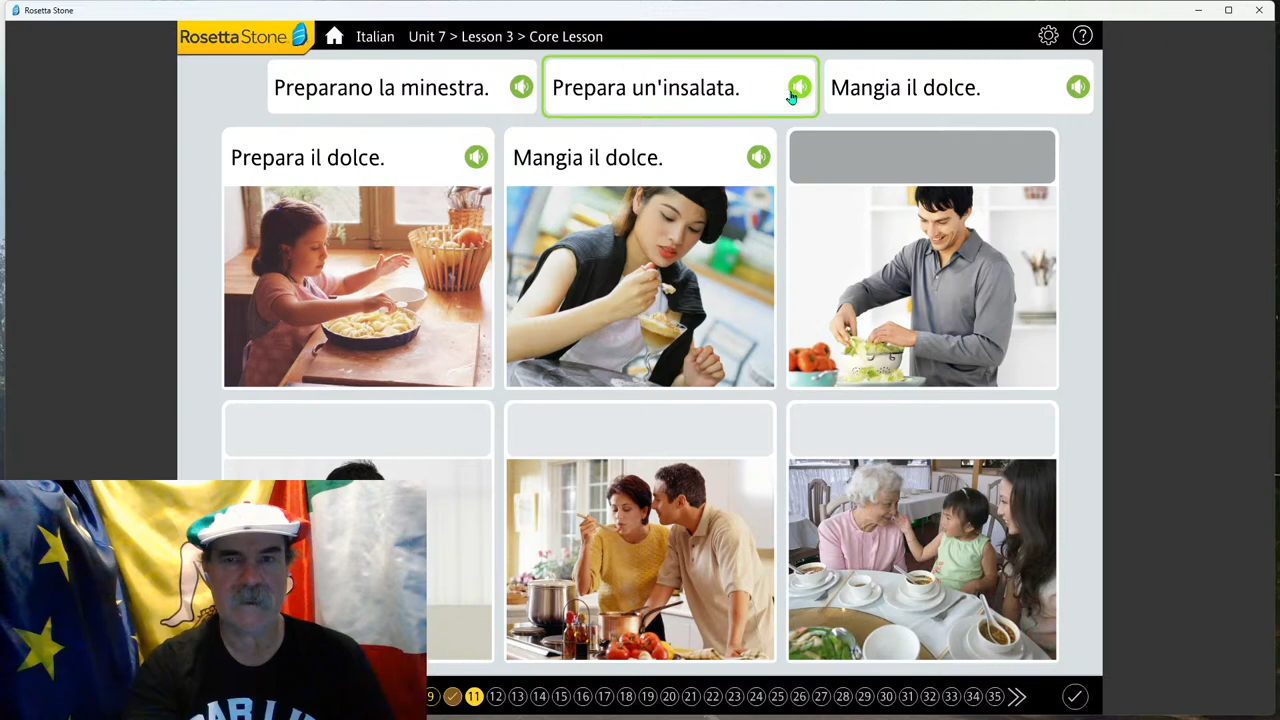 Rosetta Stone
RosettaStone
Italian Unit 7 > Lesson 3 > Core Lesson
Preparano la minestra.
Prepara un'insalata.
Mangia il dolce.
Prepara il dolce.
Mangia il dolce.
9 11 12 13 14 15 16 17 18 19 20 21 22 23 24 25 26 27 28 29 30 31 32 33 34 35